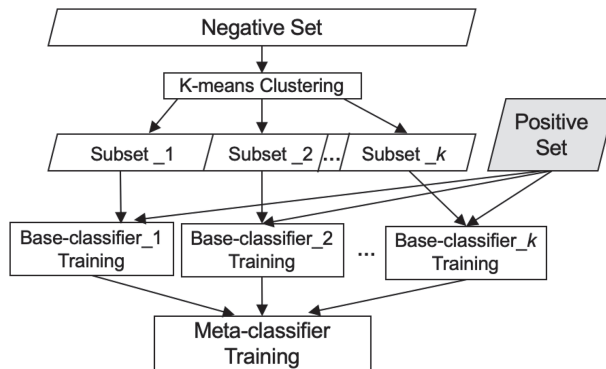 Negative Set
K-means Clustering
Positive
Set
Subset _1 Subset _2 ... Subset _k
Base-classifier_1
Training
Base-classifier_2
Training
...
Base-classifier_k
Training
Meta-classifier
Training